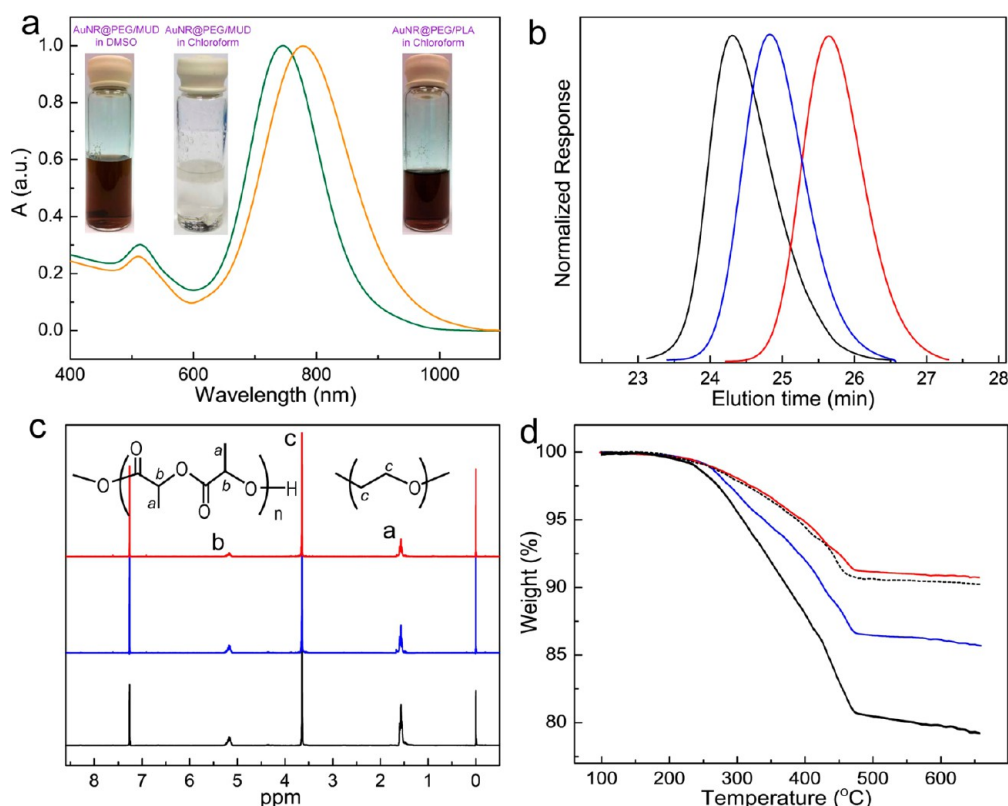 a
AuNR@PEG/MUD
in DMSO
AuNR@PEG/MUD
in Chloroform
AuNR@PEG/PLA
in Chloroform
A (a.u.)
1.0
0.8
0.6
0.4
0.2
0.0
400 600 800 1000
Wavelength (nm)
b
Normalized Response
23 24 25 26 27 28
Elution time (min)
c
O
O
a
b
O
a
b
O
O
H
n
c
c
O
c
b
a
8 7 6 5 4 3 2 1 0
ppm
d
Weight (%)
100
95
90
85
80
100 200 300 400 500 600
Temperature (°C)